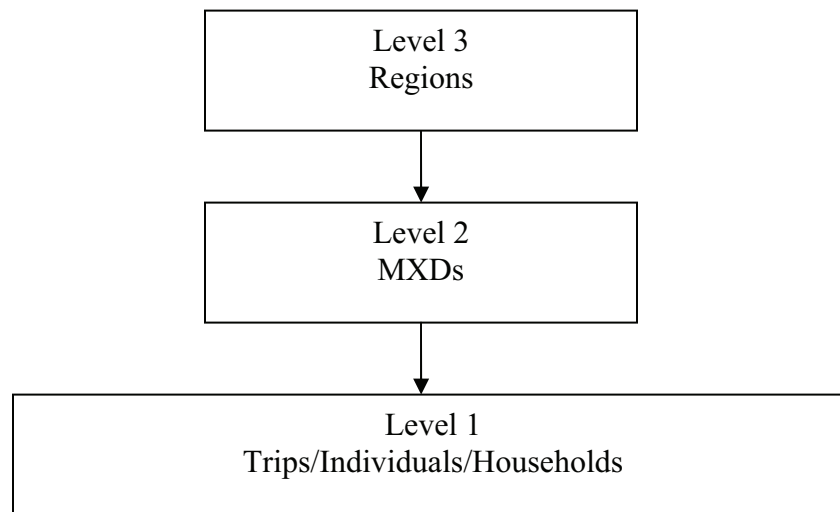 Level 3
Regions
Level 2
MXDs
Level 1
Trips/Individuals/Households